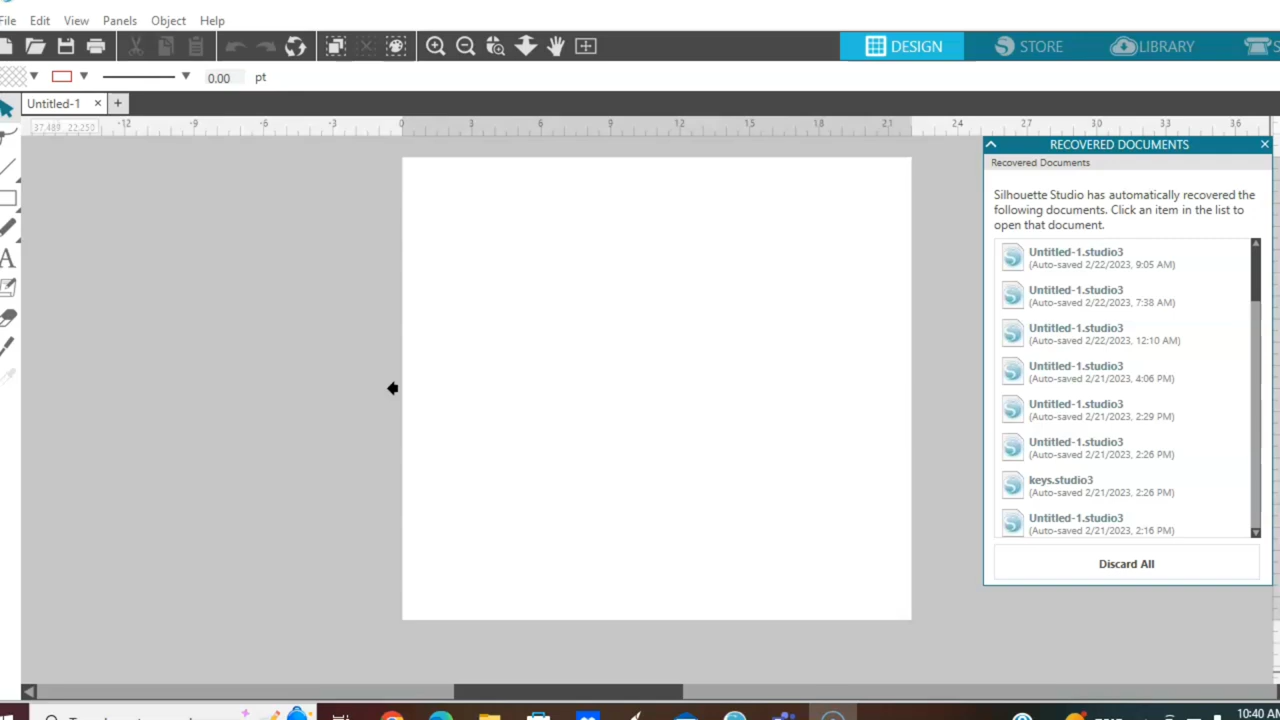 File Edit View Panels Object Help
DESIGN STORE LIBRARY S
0.00 pt
Untitled-1 × +
37.489 22.250
-12 -9 -6 -3 0 3 6 9 12 15 18 21 24 27 30 33 36
RECOVERED DOCUMENTS
Recovered Documents
Silhouette Studio has automatically recovered the
following documents. Click an item in the list to
open that document.
Untitled-1.studio3
(Auto-saved 2/22/2023, 9:05 AM)
Untitled-1.studio3
(Auto-saved 2/22/2023, 7:38 AM)
Untitled-1.studio3
(Auto-saved 2/22/2023, 12:10 AM)
Untitled-1.studio3
(Auto-saved 2/21/2023, 4:06 PM)
Untitled-1.studio3
(Auto-saved 2/21/2023, 2:29 PM)
Untitled-1.studio3
(Auto-saved 2/21/2023, 2:26 PM)
keys.studio3
(Auto-saved 2/21/2023, 2:26 PM)
Untitled-1.studio3
(Auto-saved 2/21/2023, 2:16 PM)
Discard All
10:40 AM